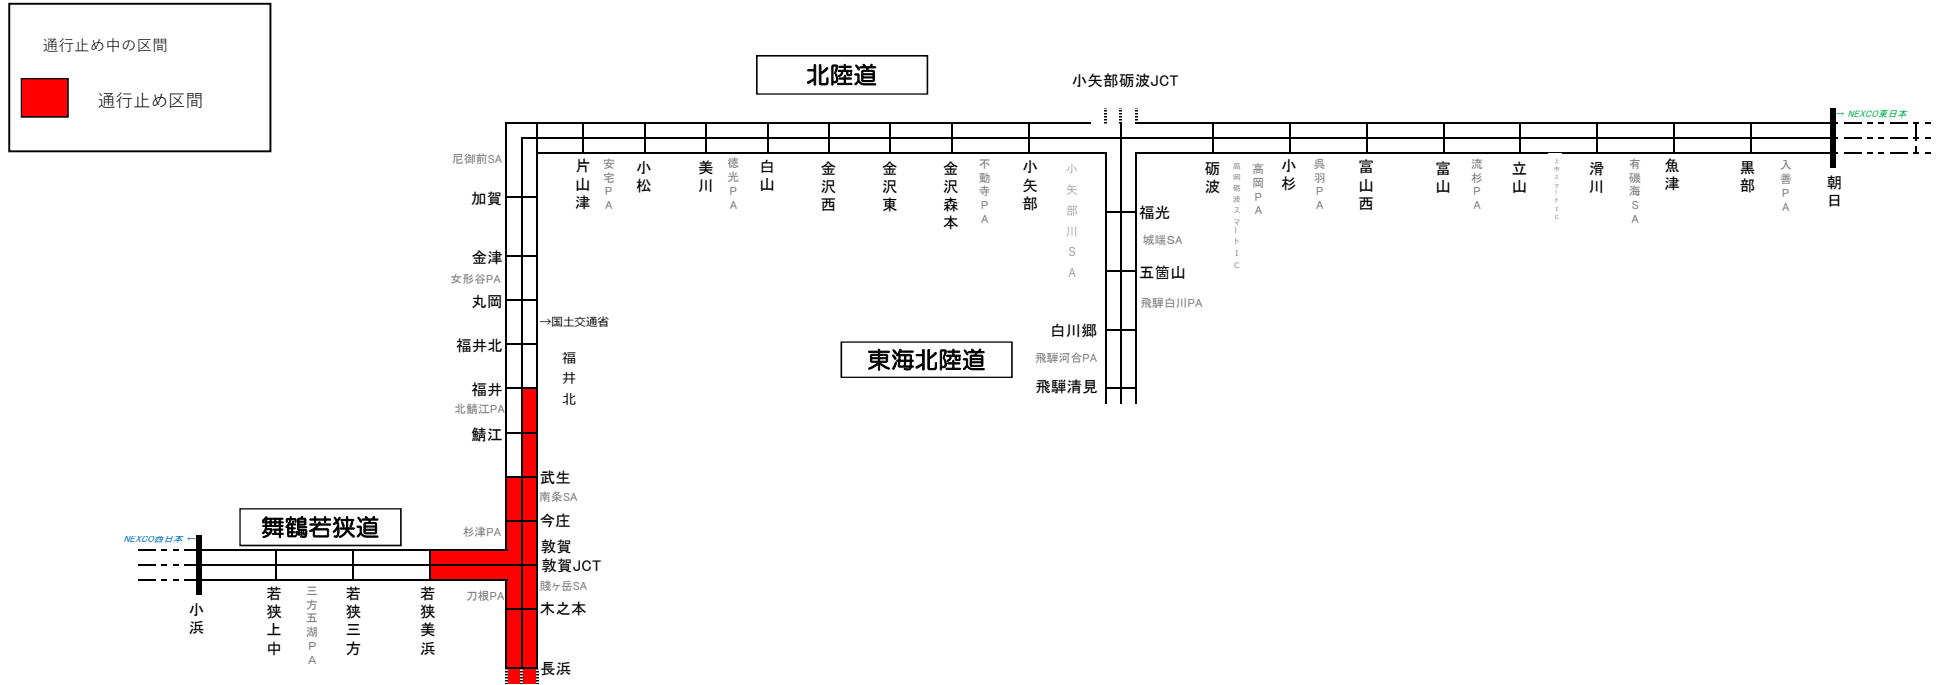 通行止め中の区間
通行止め区間
北陸道
小矢部砺波JCT
→ NEXCO東日本
尼御前SA
片山津
安宅PA
小松
美川
徳光PA
白山
金沢西
金沢東
金沢森本
不動寺PA
小矢部
小矢部川SA
砺波
高岡砺波スマートIC
高岡PA
小杉
呉羽PA
富山西
富山
流杉PA
立山
上市スマートIC
滑川
有磯海SA
魚津
黒部
入善PA
朝日
加賀
金津
女形谷PA
丸岡
→国土交通省
福井北
福井北
福井
北鯖江PA
鯖江
福光
城端SA
五箇山
飛騨白川PA
白川郷
東海北陸道
飛騨河合PA
飛騨清見
武生
南条SA
今庄
杉津PA
敦賀
敦賀JCT
賤ヶ岳SA
刀根PA
木之本
長浜
舞鶴若狭道
NEXCO西日本 ←
小浜
若狭上中
三方五湖PA
若狭三方
若狭美浜